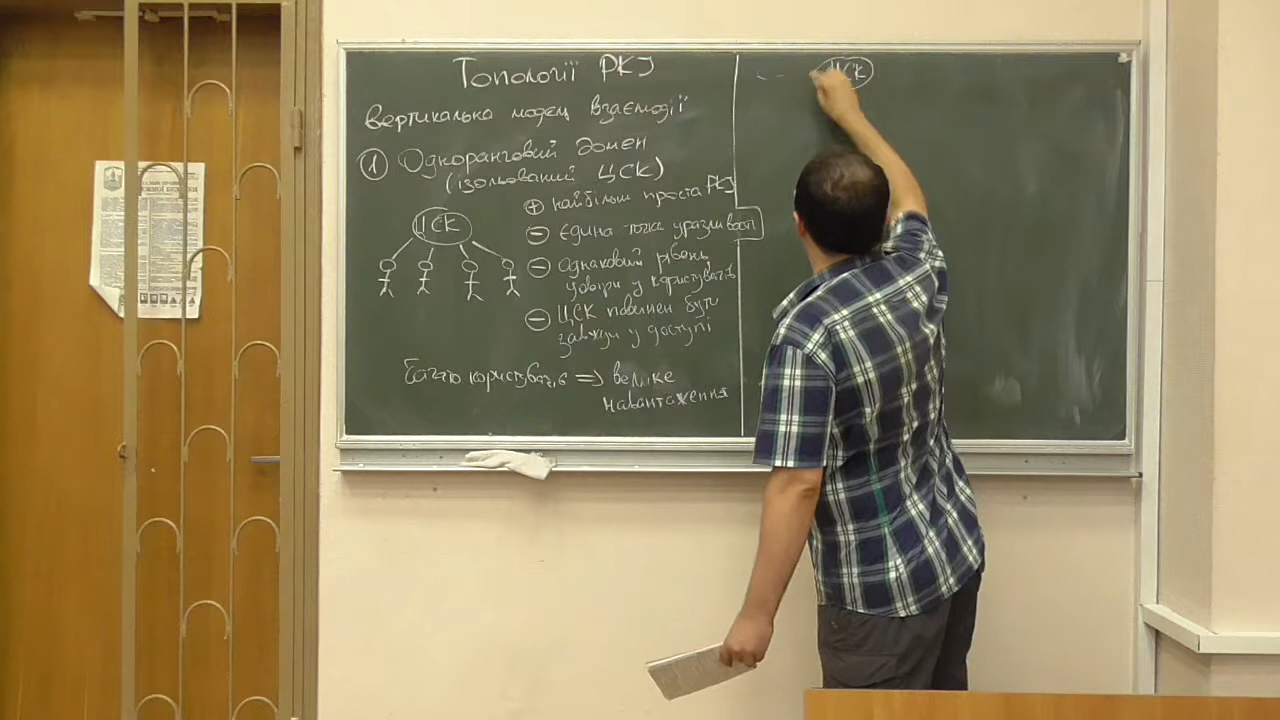 Топології PKI
Вертикальна модель взаємодії
① Одноранговий домен
(ізольований ЦСК)
ЦСК
⊕ найбільш проста PKI
⊖ єдина точка уразливості
⊖ однаковий рівень
довіри у користувачів
⊖ ЦСК повинен бути
завжди у доступі
Багато користувачів => велике
навантаження
ЦСК